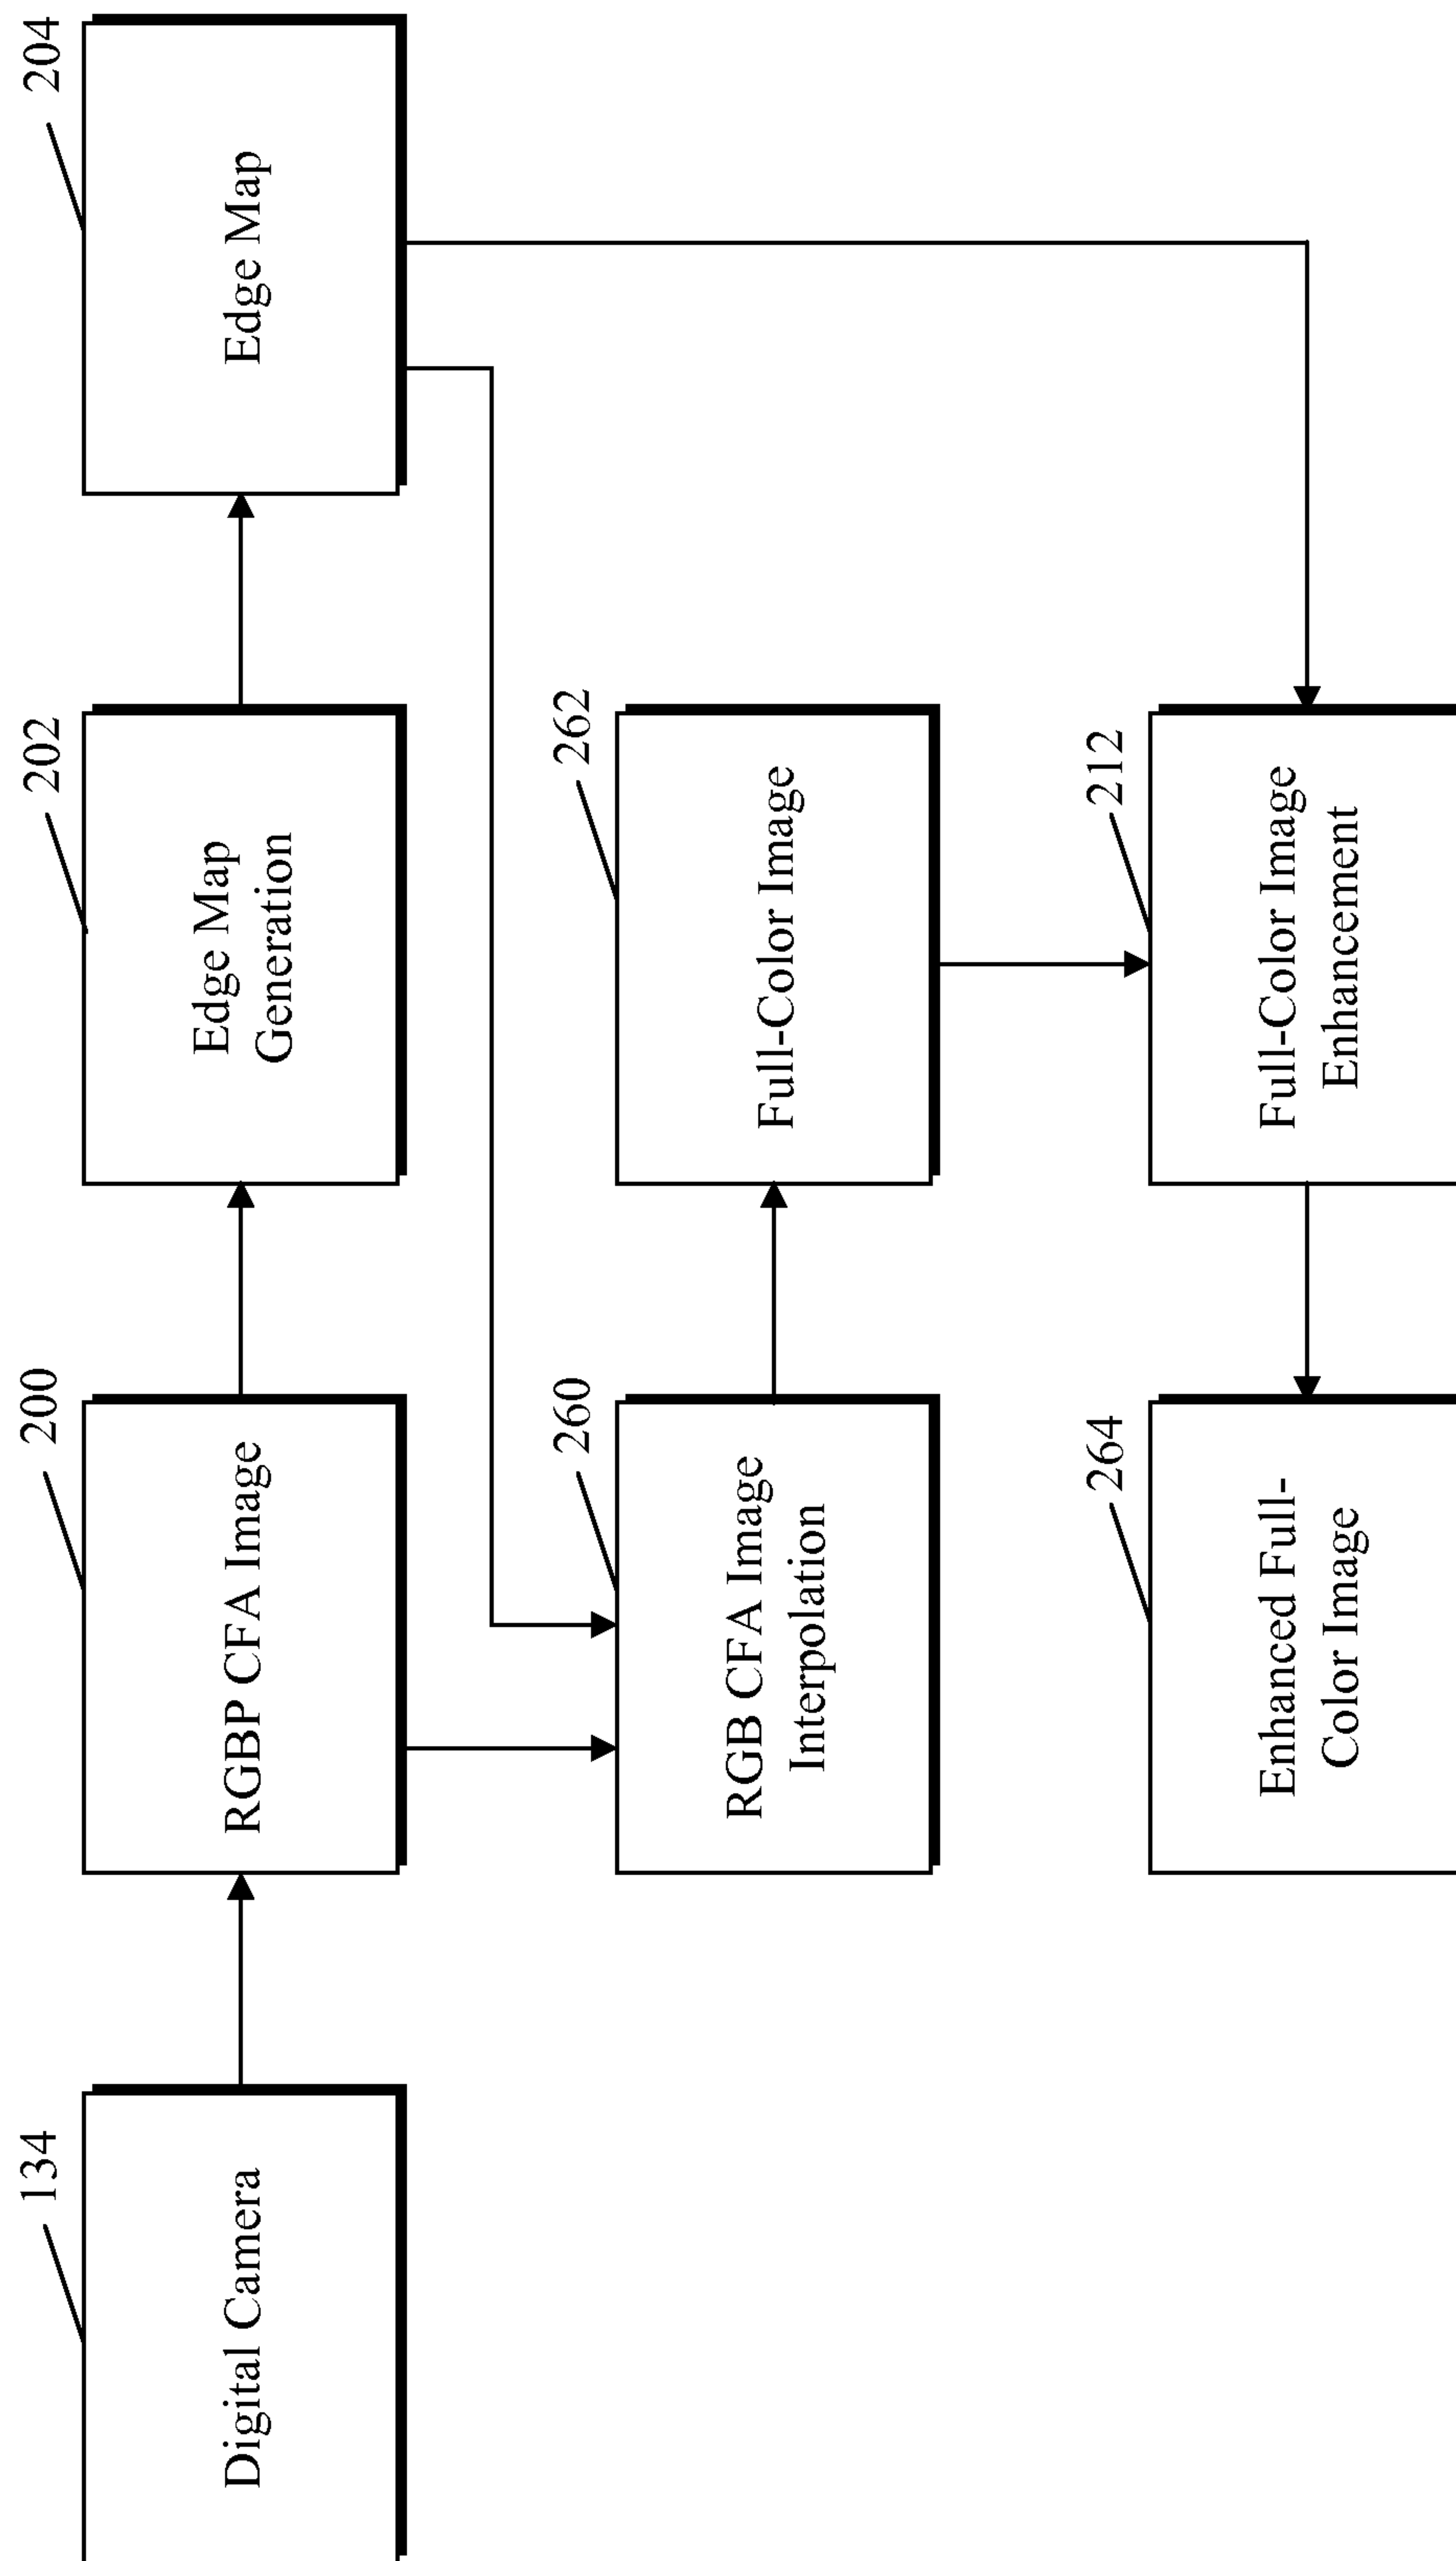 134
Digital Camera
200
RGBP CFA Image
202
Edge Map
Generation
204
Edge Map
260
RGB CFA Image
Interpolation
262
Full-Color Image
264
Enhanced Full-
Color Image
212
Full-Color Image
Enhancement